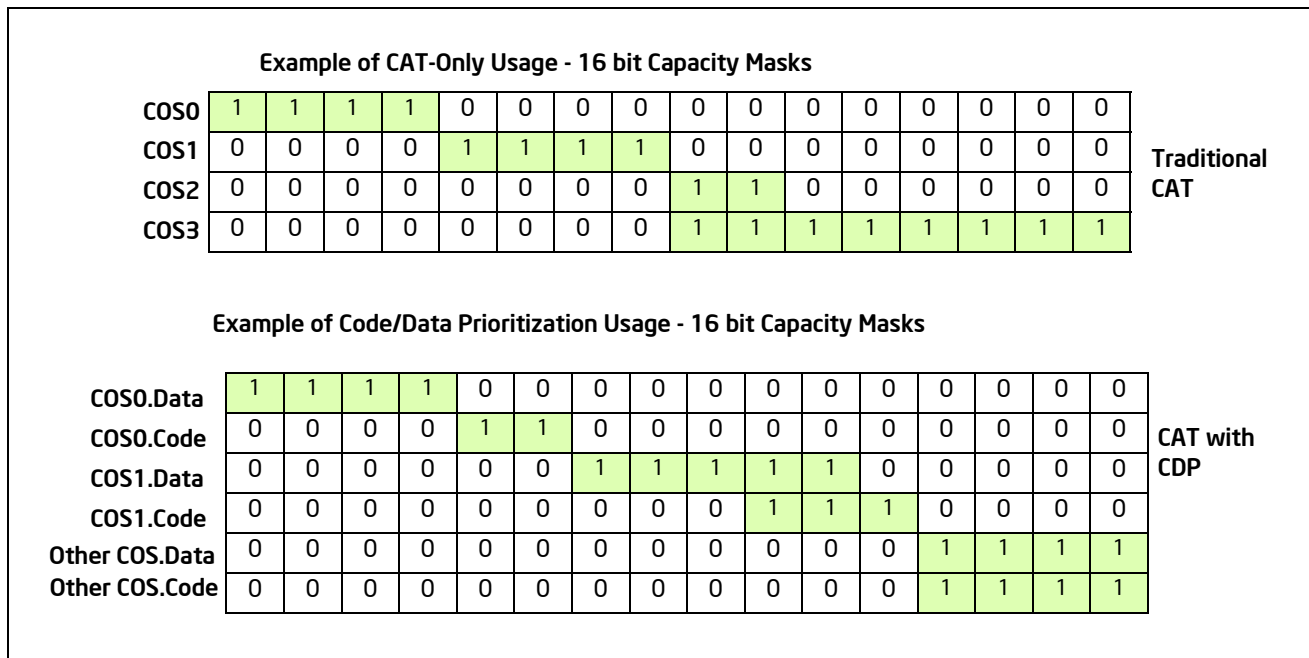 Example of CAT-Only Usage - 16 bit Capacity Masks
COS0 1 1 1 1 0 0 0 0 0 0 0 0 0 0 0 0
COS1 0 0 0 0 1 1 1 1 0 0 0 0 0 0 0 0
COS2 0 0 0 0 0 0 0 0 1 1 0 0 0 0 0 0
COS3 0 0 0 0 0 0 0 0 1 1 1 1 1 1 1 1
Traditional
CAT
Example of Code/Data Prioritization Usage - 16 bit Capacity Masks
COS0.Data 1 1 1 1 0 0 0 0 0 0 0 0 0 0 0 0
COS0.Code 0 0 0 0 1 1 0 0 0 0 0 0 0 0 0 0
COS1.Data 0 0 0 0 0 0 1 1 1 1 1 0 0 0 0 0
COS1.Code 0 0 0 0 0 0 0 0 0 1 1 1 0 0 0 0
Other COS.Data 0 0 0 0 0 0 0 0 0 0 0 0 1 1 1 1
Other COS.Code 0 0 0 0 0 0 0 0 0 0 0 0 1 1 1 1
CAT with
CDP